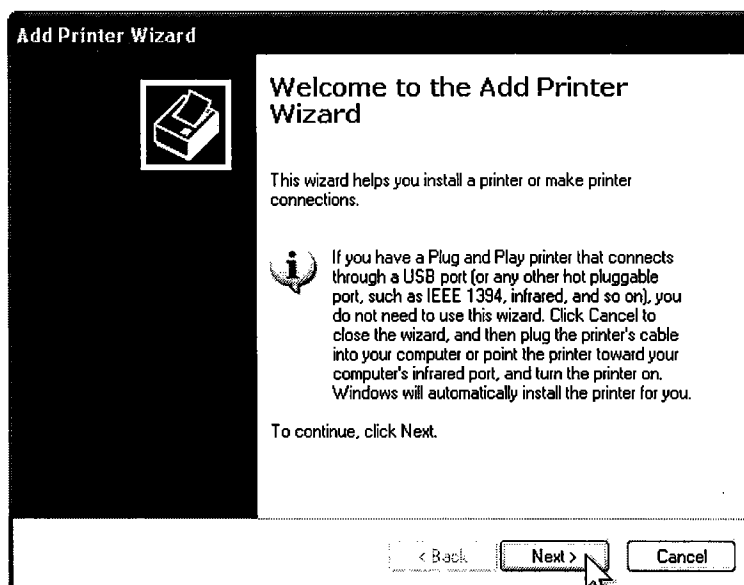 Add Printer Wizard
Welcome to the Add Printer
Wizard
This wizard helps you install a printer or make printer
connections.
If you have a Plug and Play printer that connects
through a USB port (or any other hot pluggable
port, such as IEEE 1394, infrared, and so on), you
do not need to use this wizard. Click Cancel to
close the wizard, and then plug the printer's cable
into your computer or point the printer toward your
computer's infrared port, and turn the printer on.
Windows will automatically install the printer for you.
To continue, click Next.
< Back Next > Cancel